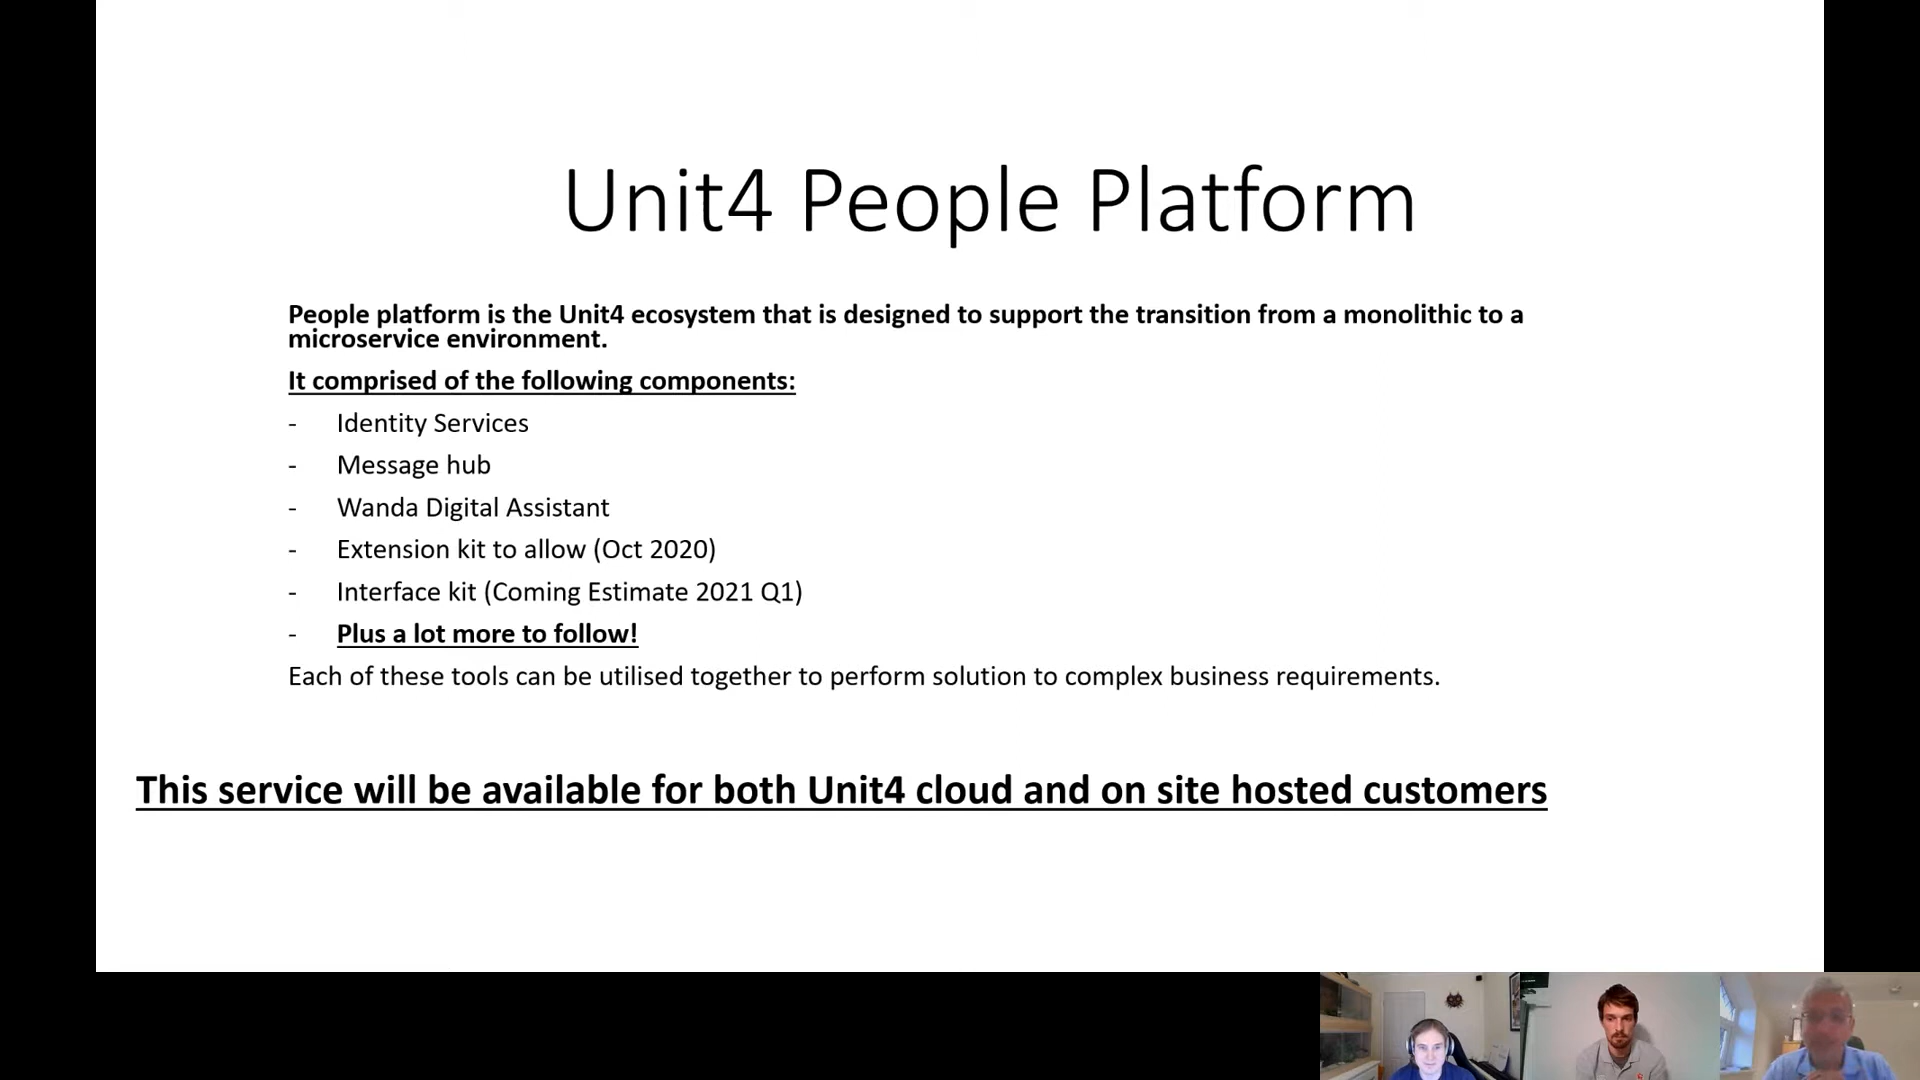 Unit4 People Platform
People platform is the Unit4 ecosystem that is designed to support the transition from a monolithic to a
microservice environment.
It comprised of the following components:
- Identity Services
- Message hub
- Wanda Digital Assistant
- Extension kit to allow (Oct 2020)
- Interface kit (Coming Estimate 2021 Q1)
- Plus a lot more to follow!
Each of these tools can be utilised together to perform solution to complex business requirements.
This service will be available for both Unit4 cloud and on site hosted customers